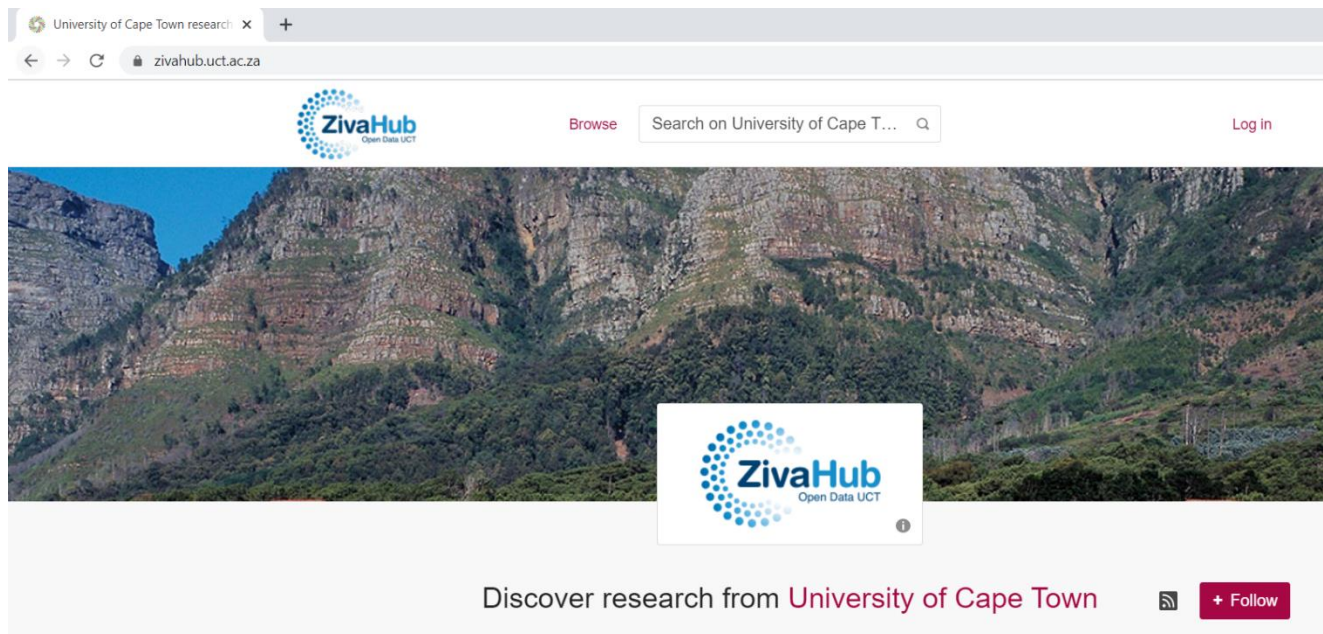 University of Cape Town research
zivahub.uct.ac.za
ZivaHub
Open Data UCT
Browse
Search on University of Cape T...
Log in
ZivaHub
Open Data UCT
Discover research from University of Cape Town
+ Follow